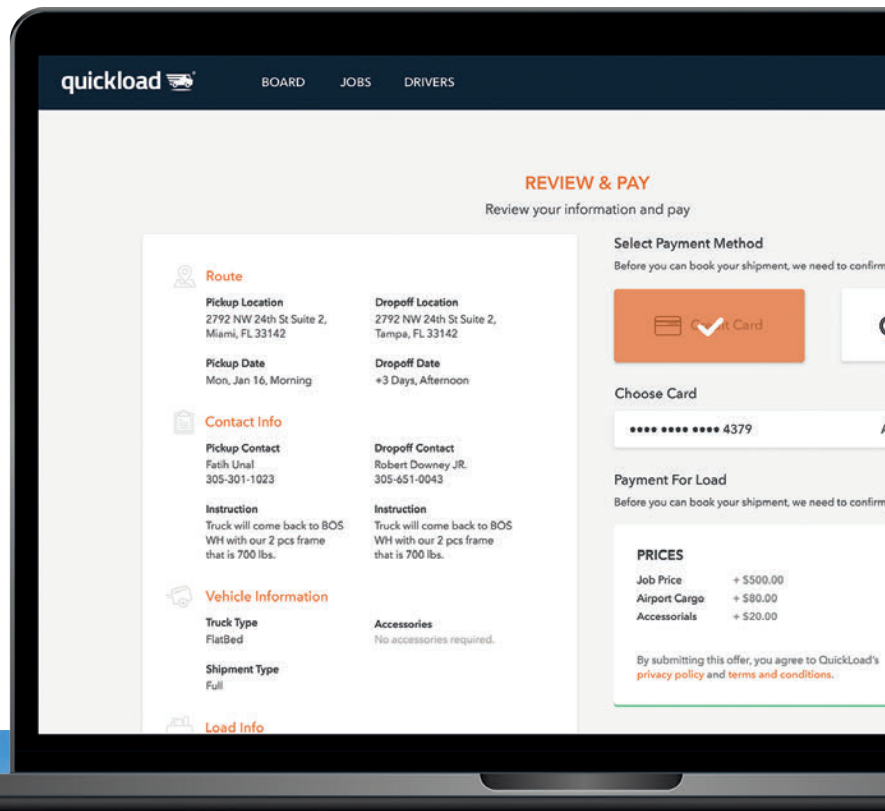 quickload
BOARD JOBS DRIVERS
REVIEW & PAY
Review your information and pay
Route
Pickup Location
2792 NW 24th St Suite 2,
Miami, FL 33142
Dropoff Location
2792 NW 24th St Suite 2,
Tampa, FL 33142
Pickup Date
Mon, Jan 16, Morning
Dropoff Date
+3 Days, Afternoon
Contact Info
Pickup Contact
Fatih Unal
305-301-1023
Dropoff Contact
Robert Downey JR.
305-651-0043
Instruction
Truck will come back to BOS
WH with our 2 pcs frame
that is 700 lbs.
Instruction
Truck will come back to BOS
WH with our 2 pcs frame
that is 700 lbs.
Vehicle Information
Truck Type
FlatBed
Accessories
No accessories required.
Shipment Type
Full
Load Info
Select Payment Method
Before you can book your shipment, we need to confirm
Credit Card
Choose Card
•••• •••• •••• 4379
Payment For Load
Before you can book your shipment, we need to confirm
PRICES
Job Price + $500.00
Airport Cargo + $80.00
Accessorials + $20.00
By submitting this offer, you agree to QuickLoad's
privacy policy and terms and conditions.